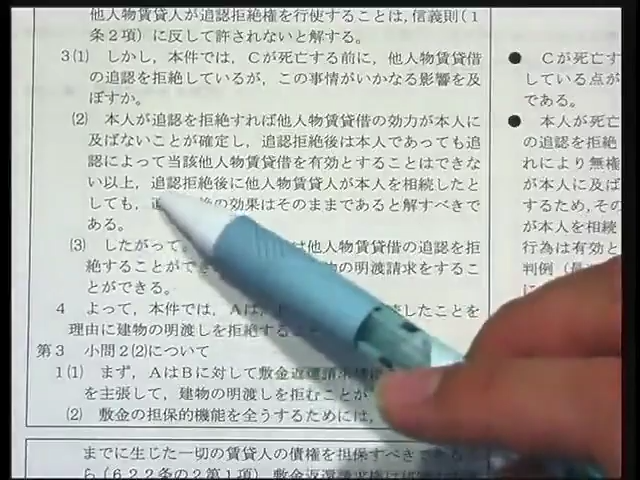 他人物賃貸人が追認拒絶権を行使することは,信義則(1
条2項)に反して許されないと解する。
3(1) しかし,本件では,Cが死亡する前に,他人物賃貸借
の追認を拒絶しているが,この事情がいかなる影響を及
ぼすか。
(2) 本人が追認を拒絶すれば他人物賃貸借の効力が本人に
及ばないことが確定し,追認拒絶後は本人であっても追
認によって当該他人物賃貸借を有効とすることはできな
い以上,追認拒絶後に他人物賃貸人が本人を相続したと
しても,の効果はそのままであると解すべきで
ある。
(3) したがって,は他人物賃貸借の追認を拒
絶することができ物の明渡請求をするこ
とができる。
4 よって,本件では,Aは,したことを
理由に建物の明渡しを拒絶する
第3 小問2(2)について
1(1) まず,AはBに対して敷金返還請求
を主張して,建物の明渡しを拒むことが
(2) 敷金の担保的機能を全うするためには,
までに生じた一切の賃貸人の債権を担保すべきである
ら(622条の2第1項),敷金返還請求権は
● Cが死亡す
している点が
である。
● 本人が死亡
の追認を拒絶
れにより無権
が本人に及ば
するため,その
が本人を相続
行為は有効と
判例(最
に